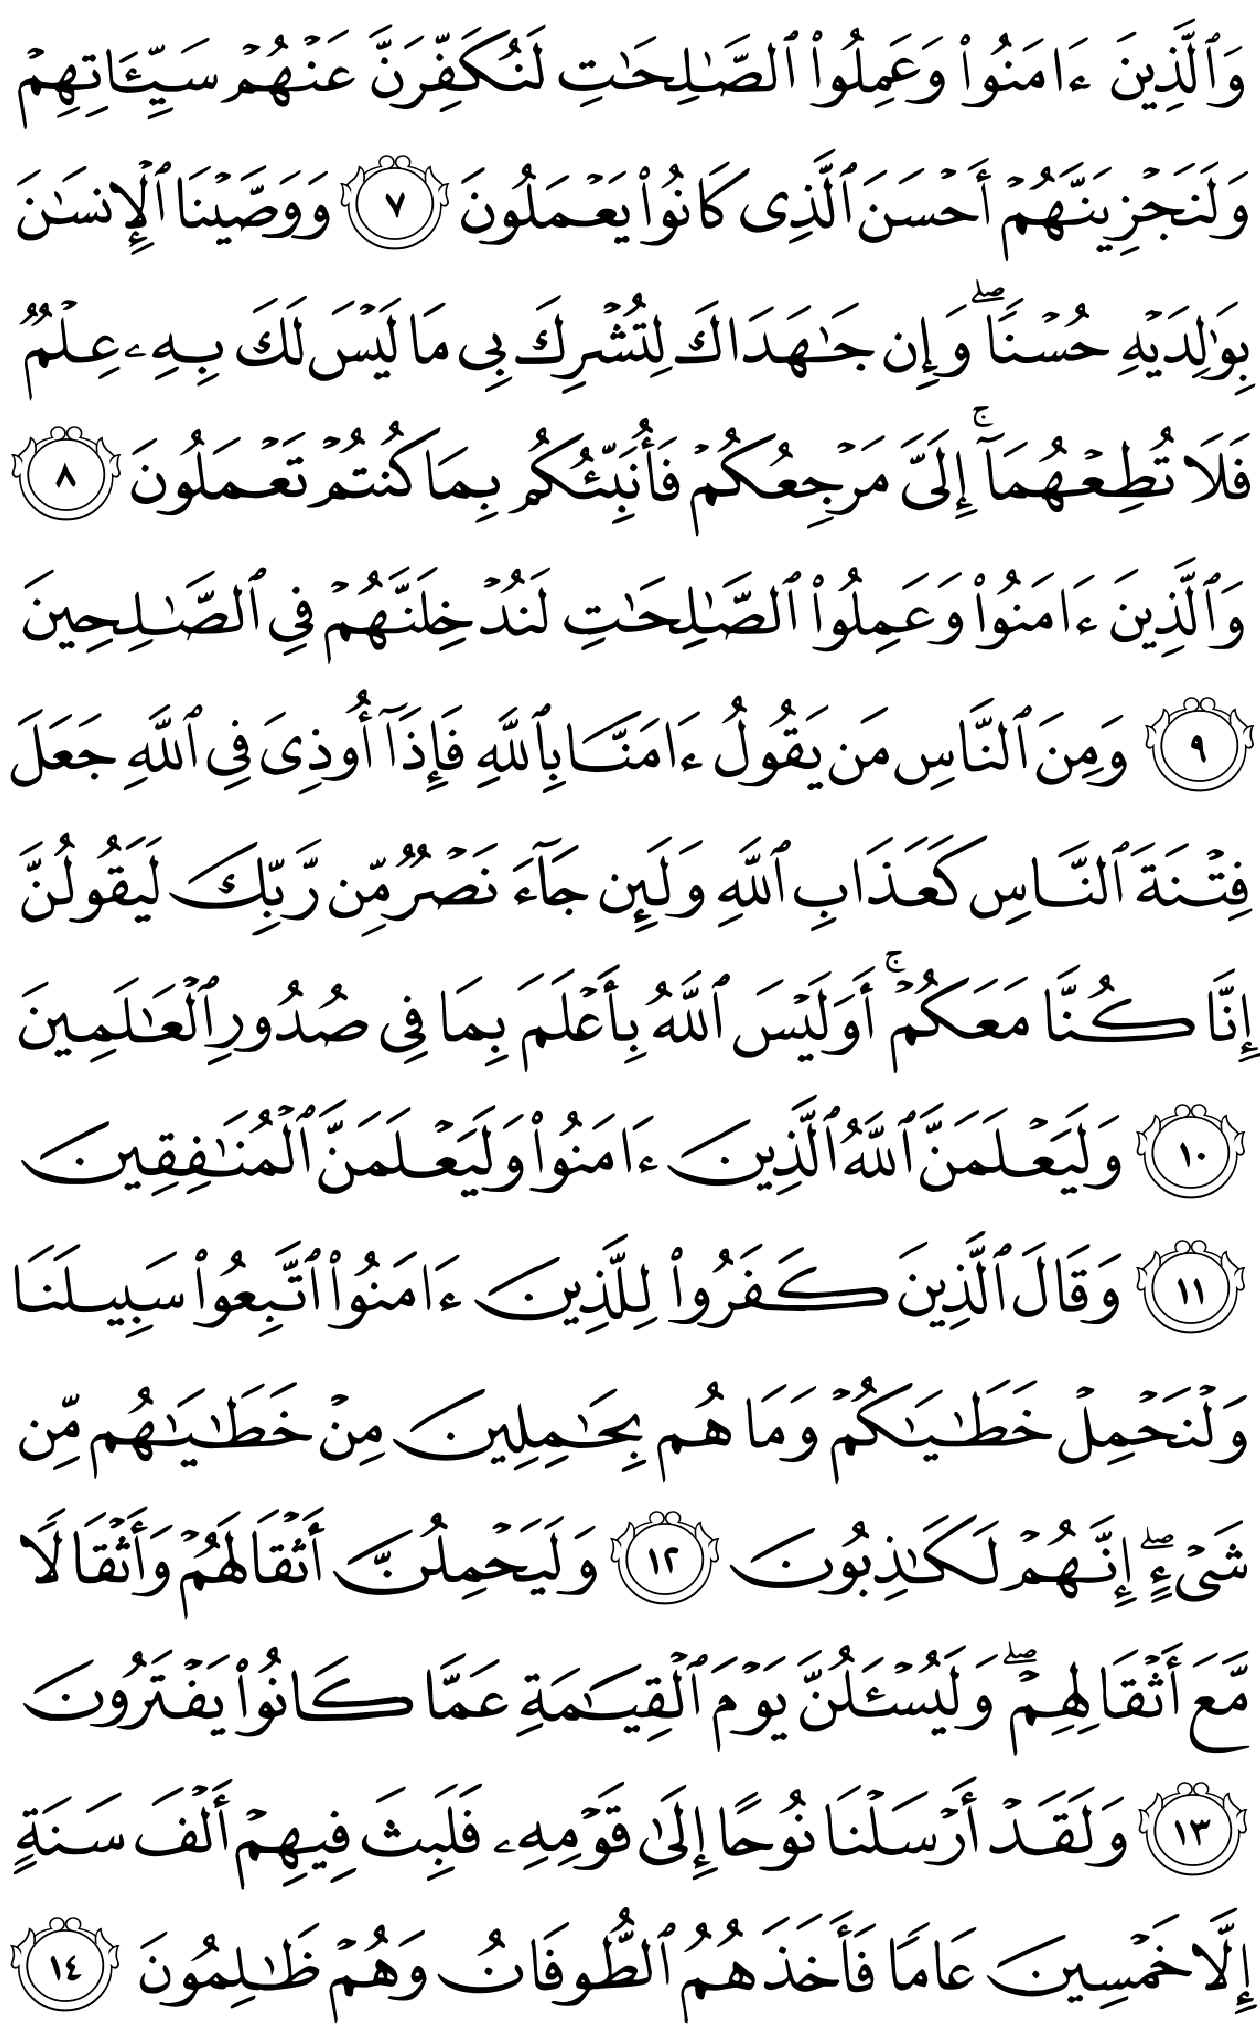 وَٱلَّذِينَ ءَامَنُوا۟ وَعَمِلُوا۟ ٱلصَّٰلِحَٰتِ لَنُكَفِّرَنَّ عَنْهُمْ سَيِّـَٔاتِهِمْ
وَلَنَجْزِيَنَّهُمْ أَحْسَنَ ٱلَّذِى كَانُوا۟ يَعْمَلُونَ ٧ وَوَصَّيْنَا ٱلْإِنسَٰنَ
بِوَٰلِدَيْهِ حُسْنًا ۖ وَإِن جَٰهَدَاكَ لِتُشْرِكَ بِى مَا لَيْسَ لَكَ بِهِۦ عِلْمٌ
فَلَا تُطِعْهُمَآ ۚ إِلَىَّ مَرْجِعُكُمْ فَأُنَبِّئُكُم بِمَا كُنتُمْ تَعْمَلُونَ ٨
وَٱلَّذِينَ ءَامَنُوا۟ وَعَمِلُوا۟ ٱلصَّٰلِحَٰتِ لَنُدْخِلَنَّهُمْ فِى ٱلصَّٰلِحِينَ
٩ وَمِنَ ٱلنَّاسِ مَن يَقُولُ ءَامَنَّا بِٱللَّهِ فَإِذَآ أُوذِىَ فِى ٱللَّهِ جَعَلَ
فِتْنَةَ ٱلنَّاسِ كَعَذَابِ ٱللَّهِ وَلَئِن جَآءَ نَصْرٌ مِّن رَّبِّكَ لَيَقُولُنَّ
إِنَّا كُنَّا مَعَكُمْ ۚ أَوَلَيْسَ ٱللَّهُ بِأَعْلَمَ بِمَا فِى صُدُورِ ٱلْعَٰلَمِينَ
١٠ وَلَيَعْلَمَنَّ ٱللَّهُ ٱلَّذِينَ ءَامَنُوا۟ وَلَيَعْلَمَنَّ ٱلْمُنَٰفِقِينَ
١١ وَقَالَ ٱلَّذِينَ كَفَرُوا۟ لِلَّذِينَ ءَامَنُوا۟ ٱتَّبِعُوا۟ سَبِيلَنَا
وَلْنَحْمِلْ خَطَٰيَٰكُمْ وَمَا هُم بِحَٰمِلِينَ مِنْ خَطَٰيَٰهُم مِّن
شَىْءٍ ۖ إِنَّهُمْ لَكَٰذِبُونَ ١٢ وَلَيَحْمِلُنَّ أَثْقَالَهُمْ وَأَثْقَالًا
مَّعَ أَثْقَالِهِمْ ۖ وَلَيُسْـَٔلُنَّ يَوْمَ ٱلْقِيَٰمَةِ عَمَّا كَانُوا۟ يَفْتَرُونَ
١٣ وَلَقَدْ أَرْسَلْنَا نُوحًا إِلَىٰ قَوْمِهِۦ فَلَبِثَ فِيهِمْ أَلْفَ سَنَةٍ
إِلَّا خَمْسِينَ عَامًا فَأَخَذَهُمُ ٱلطُّوفَانُ وَهُمْ ظَٰلِمُونَ ١٤